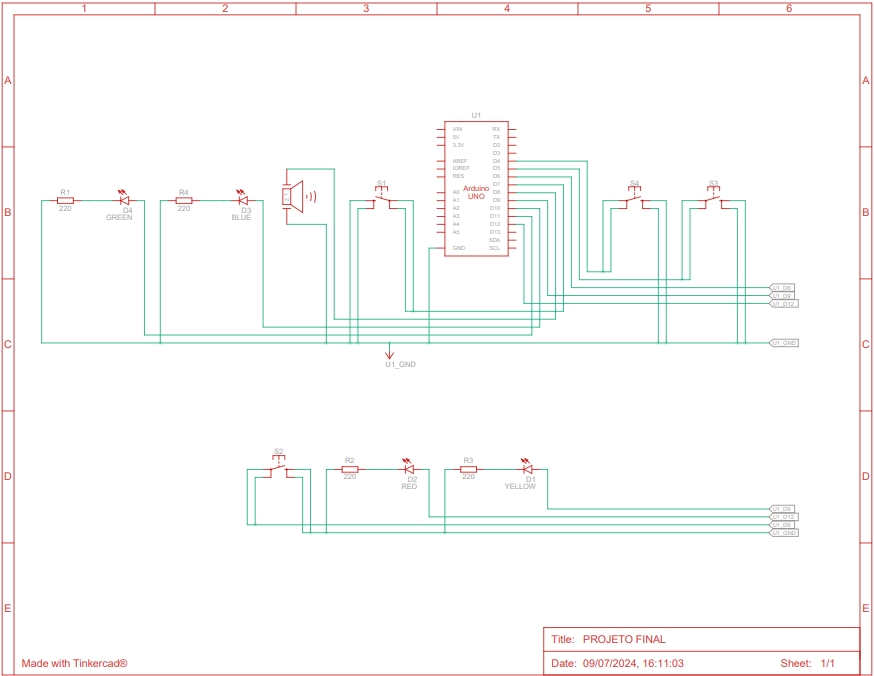 1 2 3 4 5 6
A A
U1
VIN RX
5V TX
3.3V D2
D3
AREF D4
IOREF D5
RES D6
D7
Arduino
UNO
A0 D8
A1 D9
A2 D10
A3 D11
A4 D12
A5 D13
SDA
GND SCL
R1
220
D4
GREEN
R4
220
D3
BLUE
S1
S4
S3
B B
U1_D6
U1_D9
U1_D12
U1_GND
C C
U1_GND
S2
R2
220
D2
RED
R3
220
D1
YELLOW
D D
U1_D9
U1_D12
U1_D6
U1_GND
E E
Title: PROJETO FINAL
Made with Tinkercad®
Date: 09/07/2024, 16:11:03 Sheet: 1/1